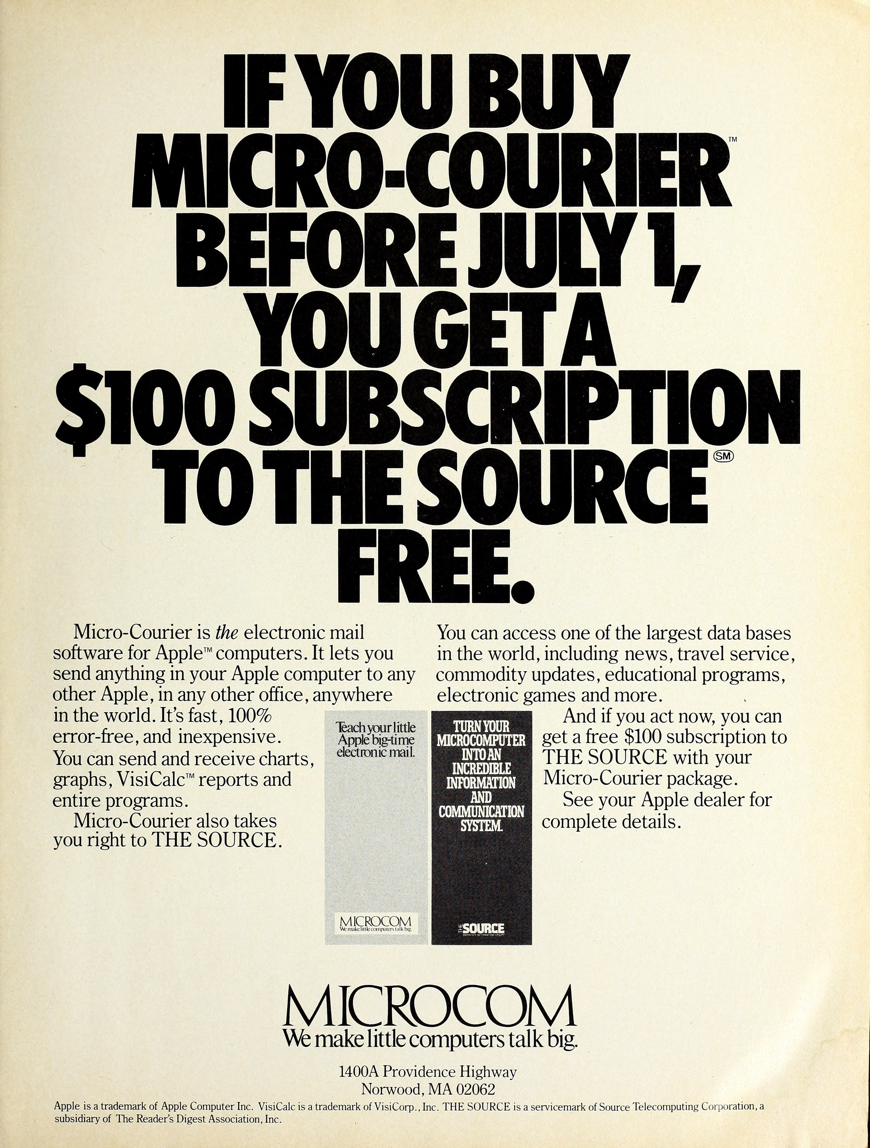 IF YOU BUY
MICRO-COURIER™
BEFORE JULY 1,
YOU GET A
$100 SUBSCRIPTION
TO THE SOURCE℠
FREE.
Micro-Courier is the electronic mail
software for Apple™ computers. It lets you
send anything in your Apple computer to any
other Apple, in any other office, anywhere
in the world. It's fast, 100%
error-free, and inexpensive.
You can send and receive charts,
graphs, VisiCalc™ reports and
entire programs.
Micro-Courier also takes
you right to THE SOURCE.
You can access one of the largest data bases
in the world, including news, travel service,
commodity updates, educational programs,
electronic games and more.
And if you act now, you can
get a free $100 subscription to
THE SOURCE with your
Micro-Courier package.
See your Apple dealer for
complete details.
Teach your little
Apple big-time
electronic mail.
MICROCOM
We make little computers talk big.
TURN YOUR
MICROCOMPUTER
INTO AN
INCREDIBLE
INFORMATION
AND
COMMUNICATION
SYSTEM.
THE SOURCE
MICROCOM
We make little computers talk big.
1400A Providence Highway
Norwood, MA 02062
Apple is a trademark of Apple Computer Inc. VisiCalc is a trademark of VisiCorp., Inc. THE SOURCE is a servicemark of Source Telecomputing Corporation, a
subsidiary of The Reader's Digest Association, Inc.